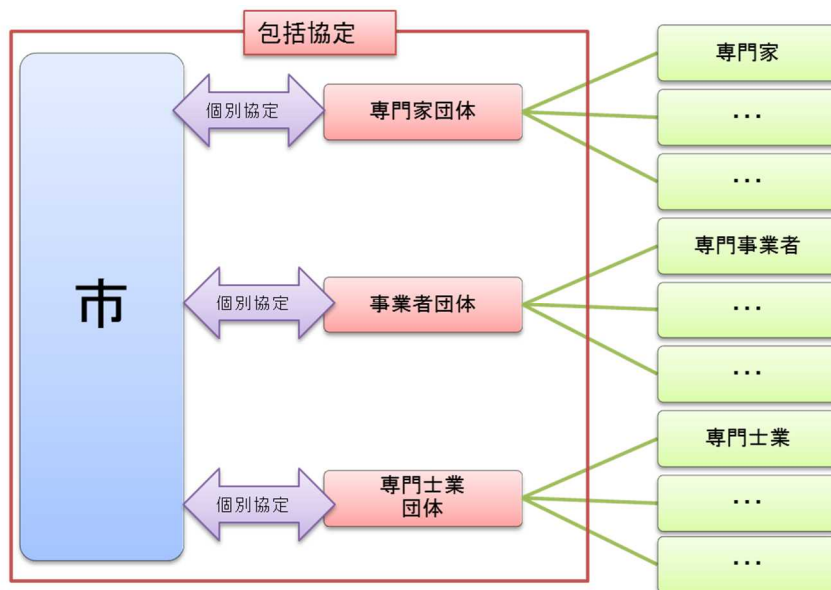 包括協定
市
個別協定
専門家団体
専門家
・・・
・・・
個別協定
事業者団体
専門事業者
・・・
・・・
個別協定
専門士業
団体
専門士業
・・・
・・・